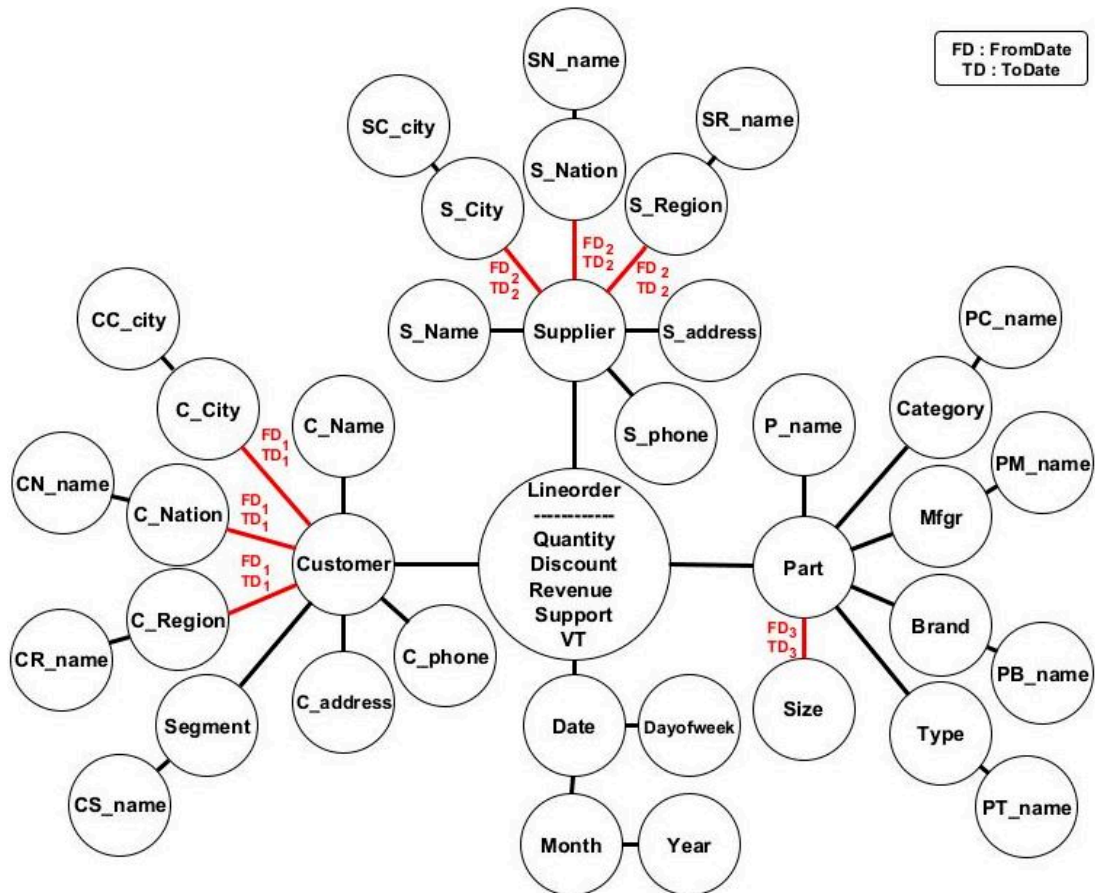 FD : FromDate
TD : ToDate
SN_name
SC_city
SR_name
S_Nation
S_City
S_Region
FD2
TD2
FD2
TD2
FD2
TD2
S_Name
Supplier
S_address
S_phone
CC_city
C_City
C_Name
FD1
TD1
CN_name
C_Nation
FD1
TD1
FD1
TD1
Customer
C_Region
CR_name
C_phone
C_address
Segment
CS_name
Lineorder
------------
Quantity
Discount
Revenue
Support
VT
Date
Dayofweek
Month
Year
PC_name
Category
P_name
PM_name
Mfgr
Part
Brand
PB_name
FD3
TD3
Size
Type
PT_name